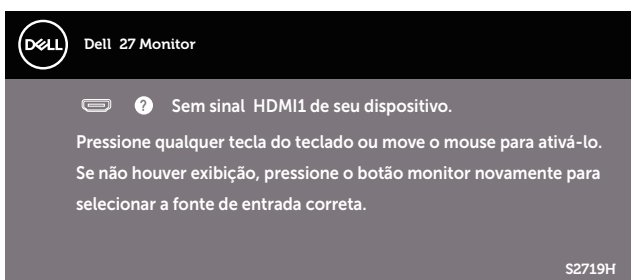 DELL
Dell 27 Monitor
? Sem sinal HDMI1 de seu dispositivo.
Pressione qualquer tecla do teclado ou move o mouse para ativá-lo.
Se não houver exibição, pressione o botão monitor novamente para
selecionar a fonte de entrada correta.
S2719H